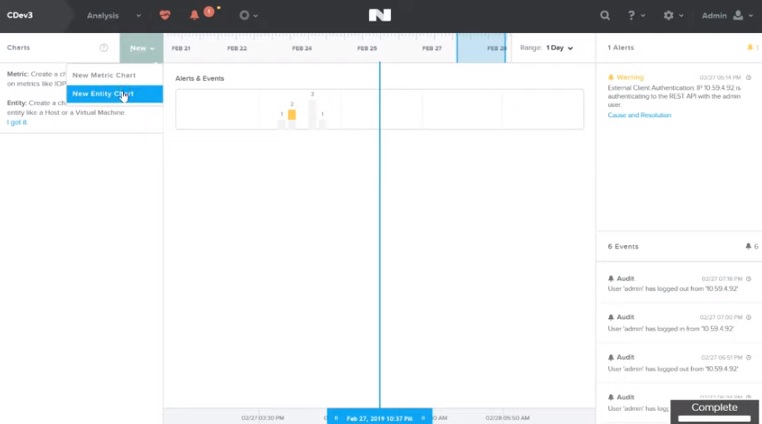 CDev3 Analysis 1 ? Admin
Charts ? New FEB 21 FEB 22 FEB 24 FEB 25 FEB 27 FEB 28 Range: 1 Day 1 Alerts 1
Metric: Create a ch
on metrics like IOP
New Metric Chart
New Entity Chart
Entity: Create a ch
entity like a Host or a Virtual Machine.
I got it
Alerts & Events
1 2 3 1
Warning 02/27 05:14 PM
External Client Authentication: IP 10.59.4.92 is
authenticating to the REST API with the admin
user.
Cause and Resolution
6 Events 6
Audit 02/27 07:18 PM
User 'admin' has logged out from '10.59.4.92'
Audit 02/27 07:00 PM
User 'admin' has logged in from '10.59.4.92'
Audit 02/27 06:51 PM
User 'admin' has logged out from '10.59.4.92'
Audit
User 'admin' has log
Complete
02/27 03:30 PM Feb 27, 2019 10:37 PM AM 02/28 05:50 AM